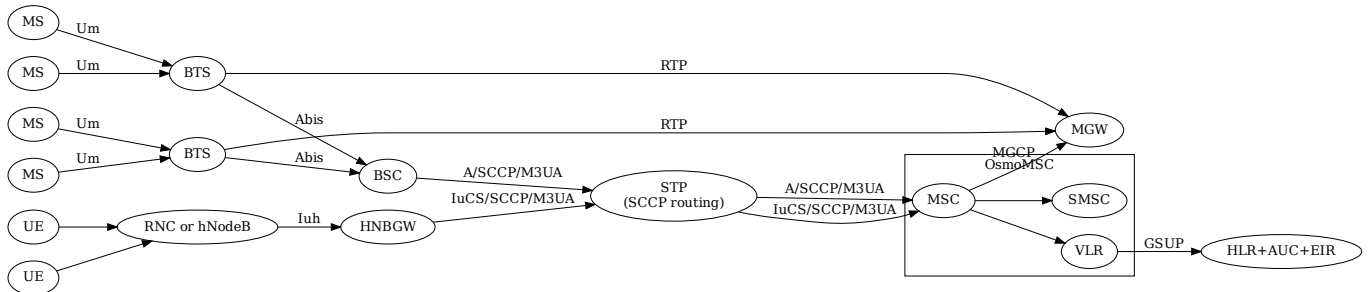 MS
Um
MS
Um
BTS
RTP
MS
Um
Abis
RTP
MGW
BTS
Abis
MGCP
OsmoMSC
MS
Um
BSC
A/SCCP/M3UA
STP
(SCCP routing)
A/SCCP/M3UA
MSC
SMSC
IuCS/SCCP/M3UA
IuCS/SCCP/M3UA
UE
RNC or hNodeB
Iuh
HNBGW
VLR
GSUP
HLR+AUC+EIR
UE